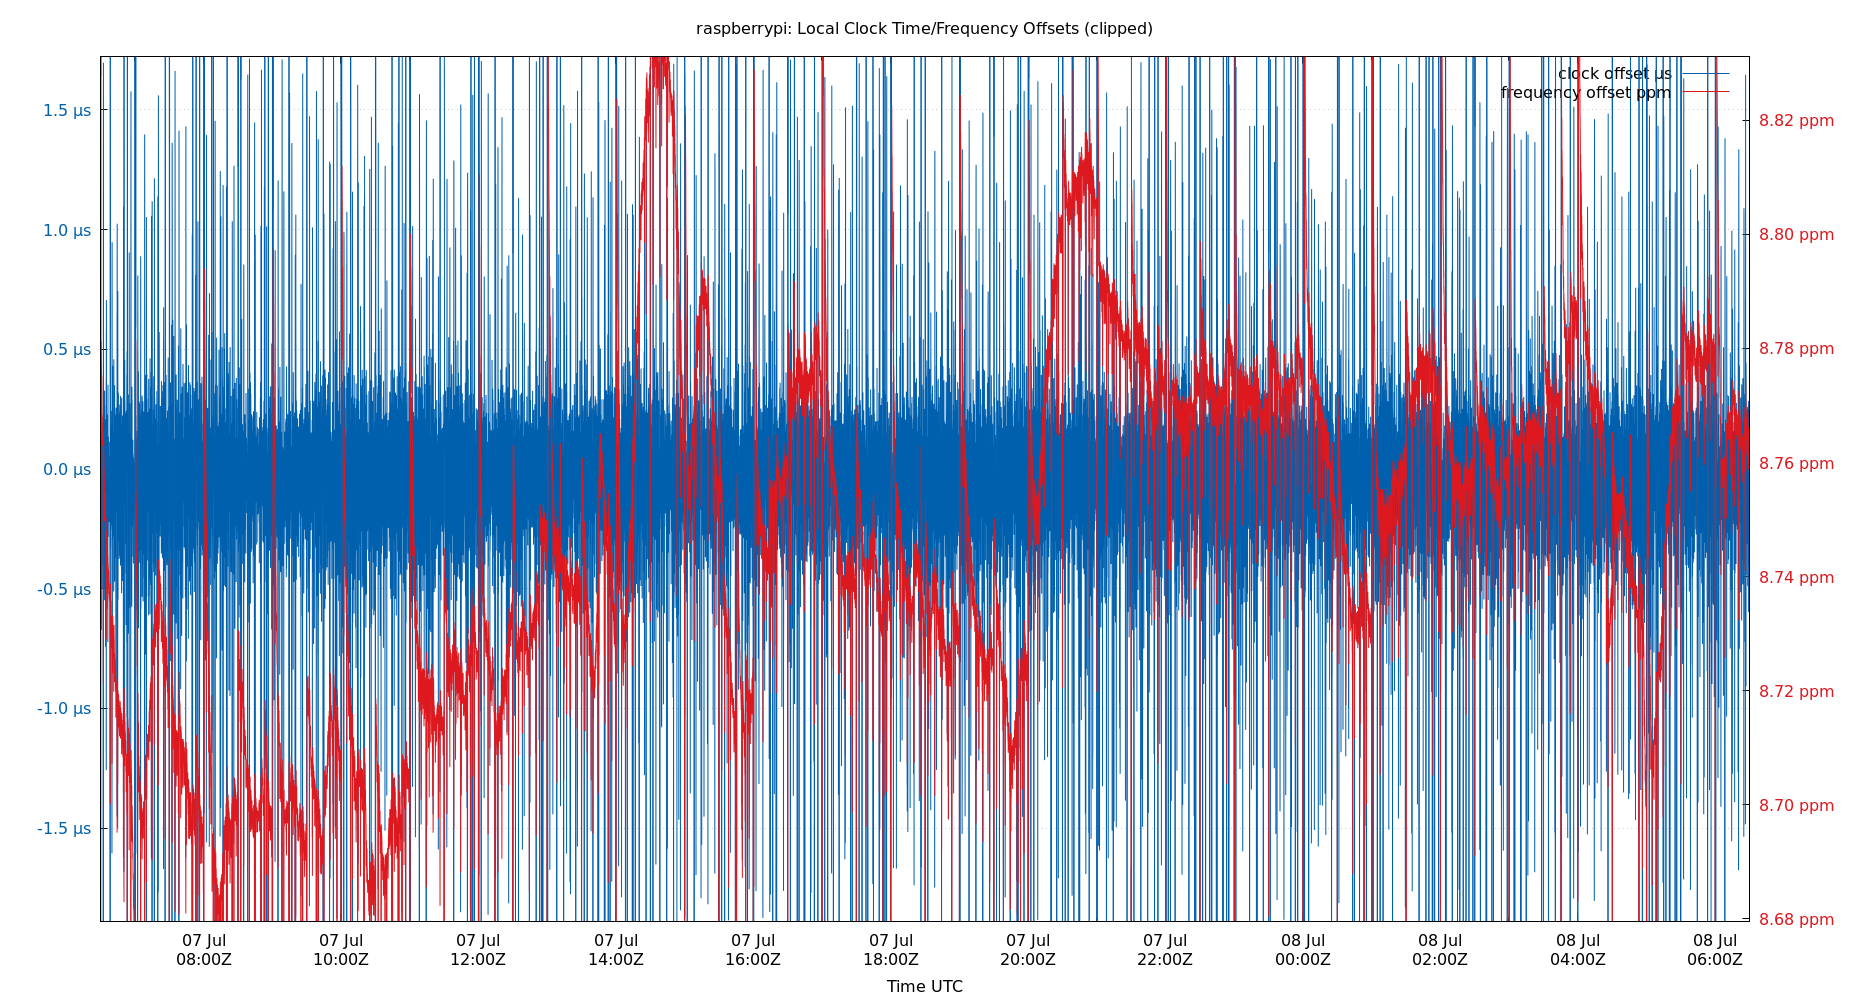 raspberrypi: Local Clock Time/Frequency Offsets (clipped)
clock offset µs
frequency offset ppm
1.5 µs
1.0 µs
0.5 µs
0.0 µs
-0.5 µs
-1.0 µs
-1.5 µs
8.82 ppm
8.80 ppm
8.78 ppm
8.76 ppm
8.74 ppm
8.72 ppm
8.70 ppm
8.68 ppm
07 Jul 07 Jul 07 Jul 07 Jul 07 Jul 07 Jul 07 Jul 07 Jul 08 Jul 08 Jul 08 Jul 08 Jul
08:00Z 10:00Z 12:00Z 14:00Z 16:00Z 18:00Z 20:00Z 22:00Z 00:00Z 02:00Z 04:00Z 06:00Z
Time UTC